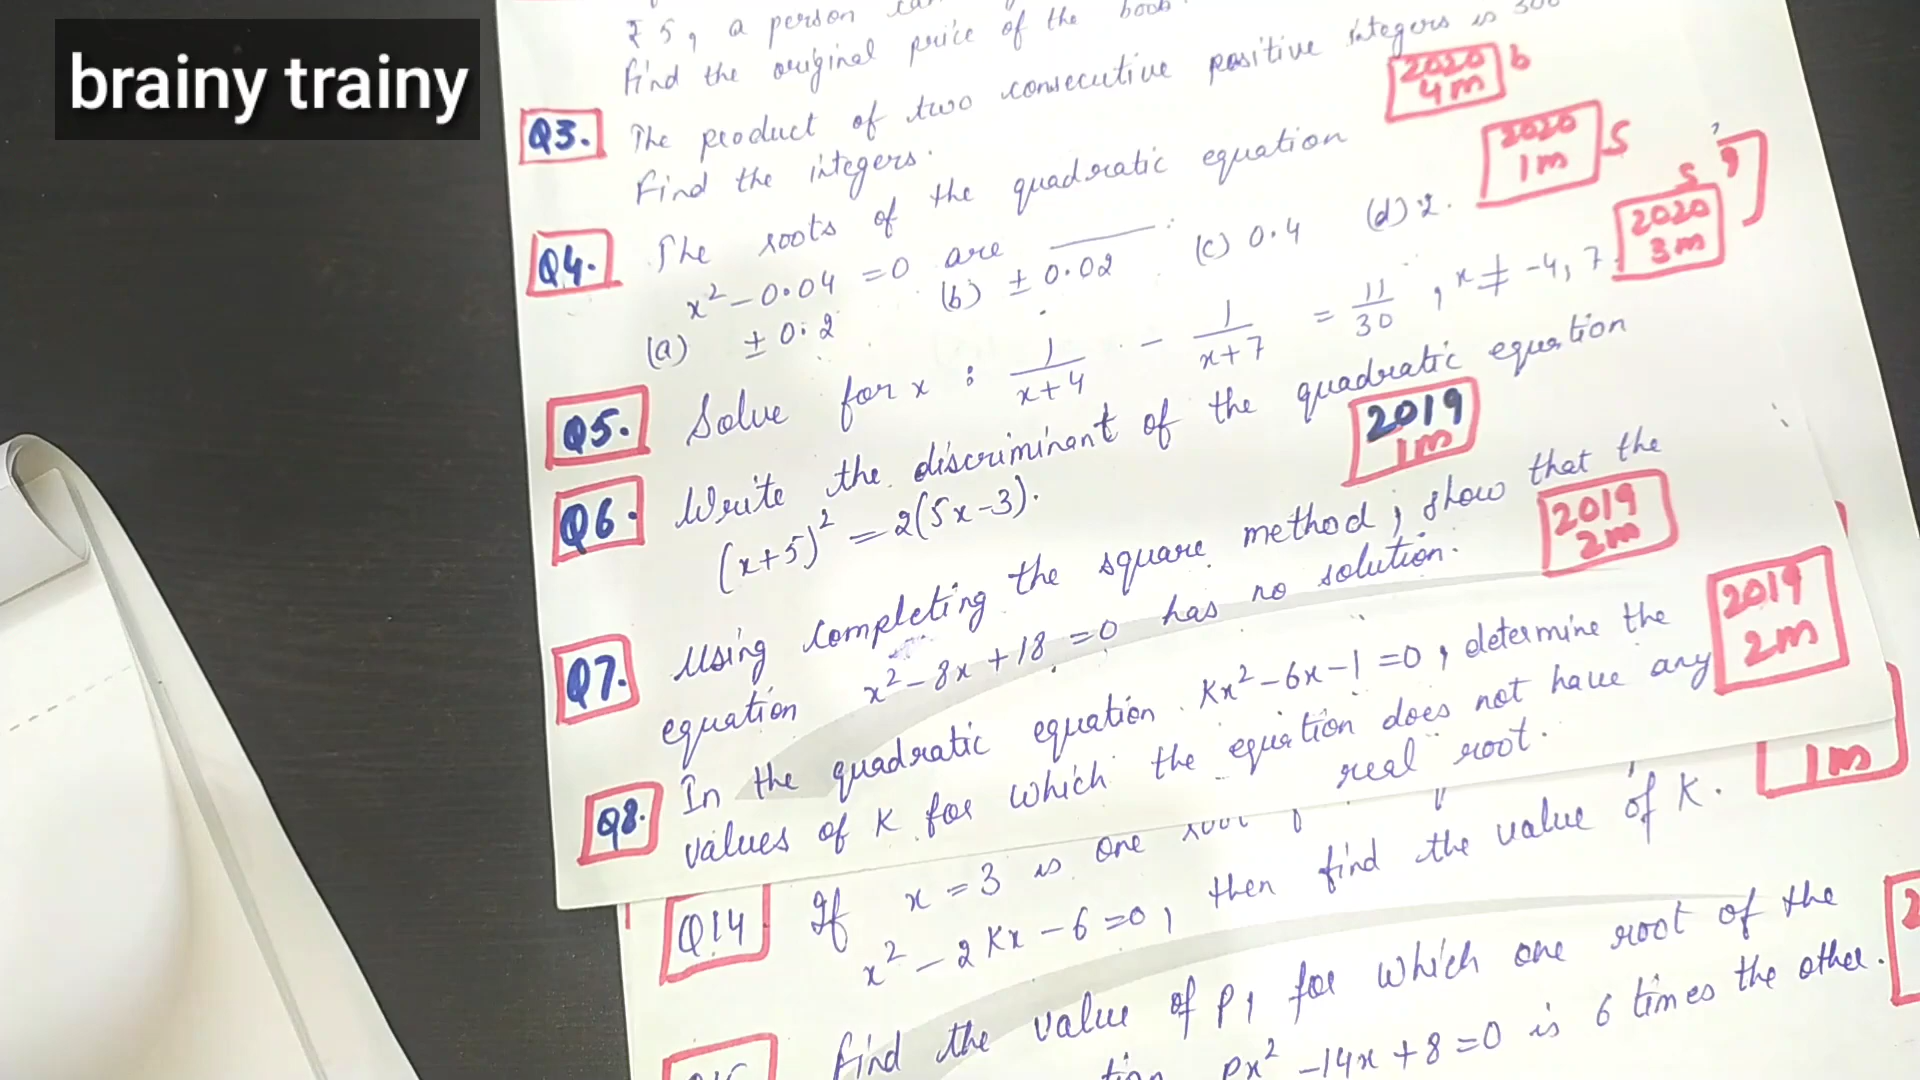 brainy trainy
₹5, a person
find the original price of the book
Q3. The product of two consecutive positive integers is
Find the integers.
2020
4m
b
Q4. The roots of the quadratic equation
x² - 0.04 = 0 are ______.
2020
1m
S
(a) ± 0.2 (b) ± 0.02 (c) 0.4 (d) 2.
Q5. Solve for x : 1/(x+4) - 1/(x+7) = 11/30, x ≠ -4, 7.
S
2020
3m
Q6. Write the discriminant of the quadratic equation
(x+5)² = 2(5x-3).
2019
1m
Q7. Using completing the square method, show that the
equation x² - 8x + 18 = 0 has no solution.
2019
2m
Q8. In the quadratic equation Kx² - 6x - 1 = 0, determine the
values of K for which the equation does not have any
real root.
2019
2m
Q14 If x = 3 is one root
x² - 2Kx - 6 = 0, then find the value of K.
1m
find the value of P, for which one root of the
Px² - 14x + 8 = 0 is 6 times the other.